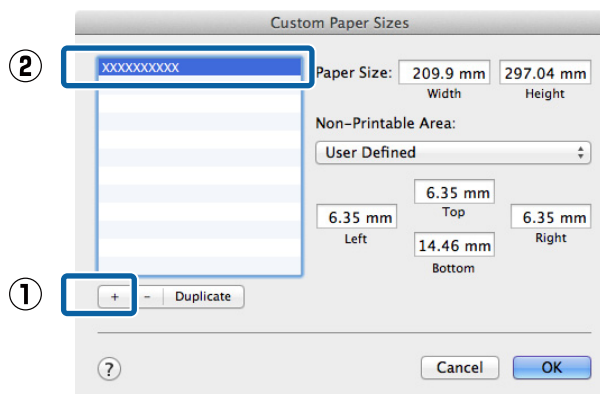 Custom Paper Sizes
②
XXXXXXXXXX
Paper Size: 209.9 mm 297.04 mm
Width Height
Non-Printable Area:
User Defined
6.35 mm
Top
6.35 mm 6.35 mm
Left Right
14.46 mm
Bottom
①
+ - Duplicate
? Cancel OK